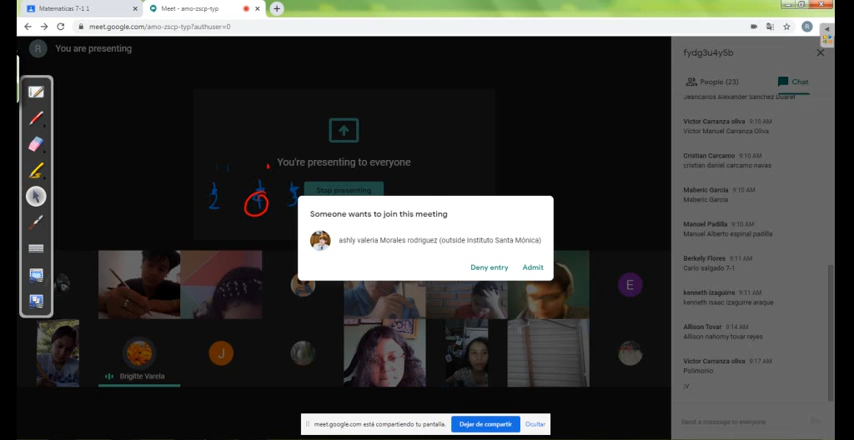 Matematicas 7-1 1
Meet - amo-zscp-typ
meet.google.com/amo-zscp-typ?authuser=0
R
You are presenting
fydg3u4y5b
People (23)
Chat
Jeancarlos Alexander Sanchez Duarel
Victor Carranza oliva 9:10 AM
Victor Manuel Carranza Oliva
Cristian Carcamo 9:10 AM
cristian daniel carcamo navas
Maberic Garcia 9:10 AM
Maberic Garcia
Manuel Padilla 9:10 AM
Manuel Alberto espinal padilla
Berkely Flores 9:11 AM
Carlo salgado 7-1
kenneth izaguirre 9:11 AM
kenneth isaac izaguirre araque
Allison Tovar 9:14 AM
Allison nahomy tovar reyes
Victor Carranza oliva 9:17 AM
Polimonio
;V
Send a message to everyone
You're presenting to everyone
Stop presenting
Someone wants to join this meeting
ashly valeria Morales rodriguez (outside Instituto Santa Mónica)
Deny entry
Admit
E
J
Brigitte Varela
meet.google.com está compartiendo tu pantalla.
Dejar de compartir
Ocultar